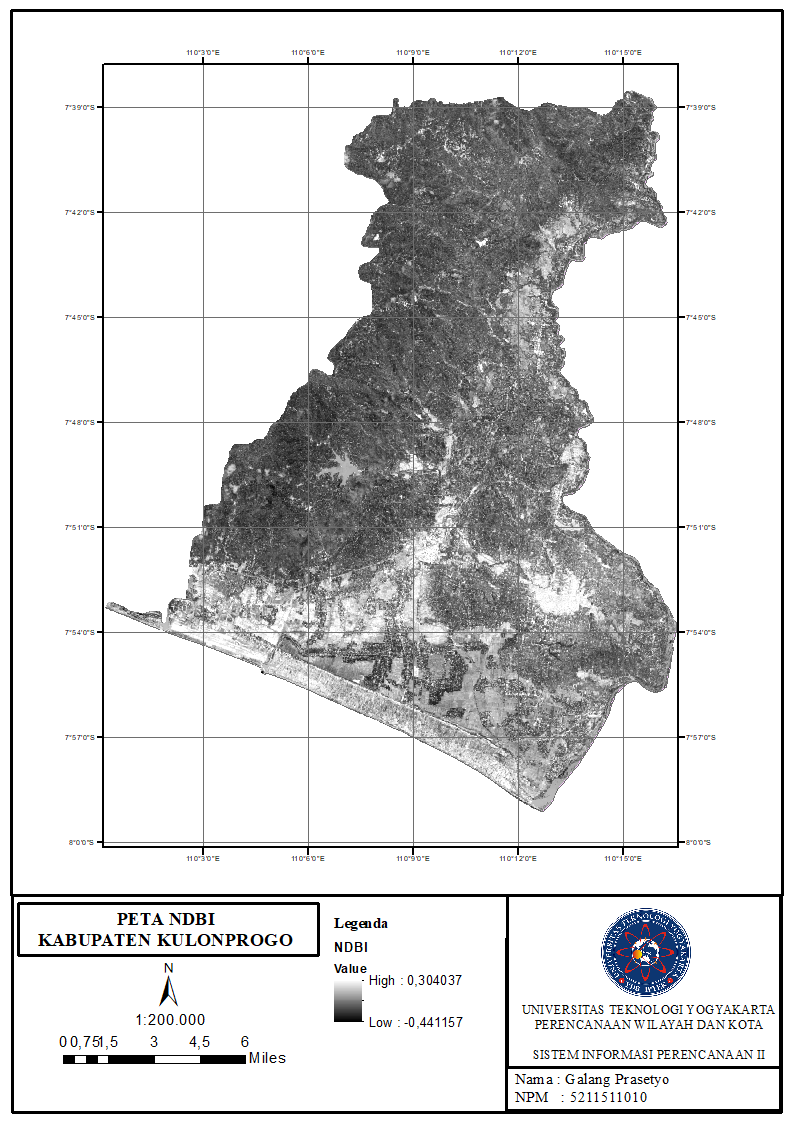 110°3'0"E 110°6'0"E 110°9'0"E 110°12'0"E 110°15'0"E
7°39'0"S 7°39'0"S
7°42'0"S 7°42'0"S
7°45'0"S 7°45'0"S
7°48'0"S 7°48'0"S
7°51'0"S 7°51'0"S
7°54'0"S 7°54'0"S
7°57'0"S 7°57'0"S
8°0'0"S 8°0'0"S
110°3'0"E 110°6'0"E 110°9'0"E 110°12'0"E 110°15'0"E
PETA NDBI
KABUPATEN KULONPROGO
N
1:200.000
0 0,75 1,5 3 4,5 6
Miles
Legenda
NDBI
Value
High : 0,304037
Low : -0,441157
UNIVERSITAS TEKNOLOGI YOGYAKARTA
UNIVERSITAS TEKNOLOGI YOGYAKARTA
PERENCANAAN WILAYAH DAN KOTA
SISTEM INFORMASI PERENCANAAN II
Nama : Galang Prasetyo
NPM : 5211511010